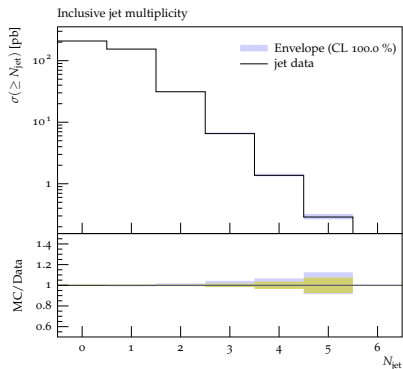 Inclusive jet multiplicity
σ(≥ N_jet) [pb]
Envelope (CL 100.0 %)
jet data
10^2
10^1
1
MC/Data
1.4
1.2
1
0.8
0.6
0 1 2 3 4 5 6
N_jet